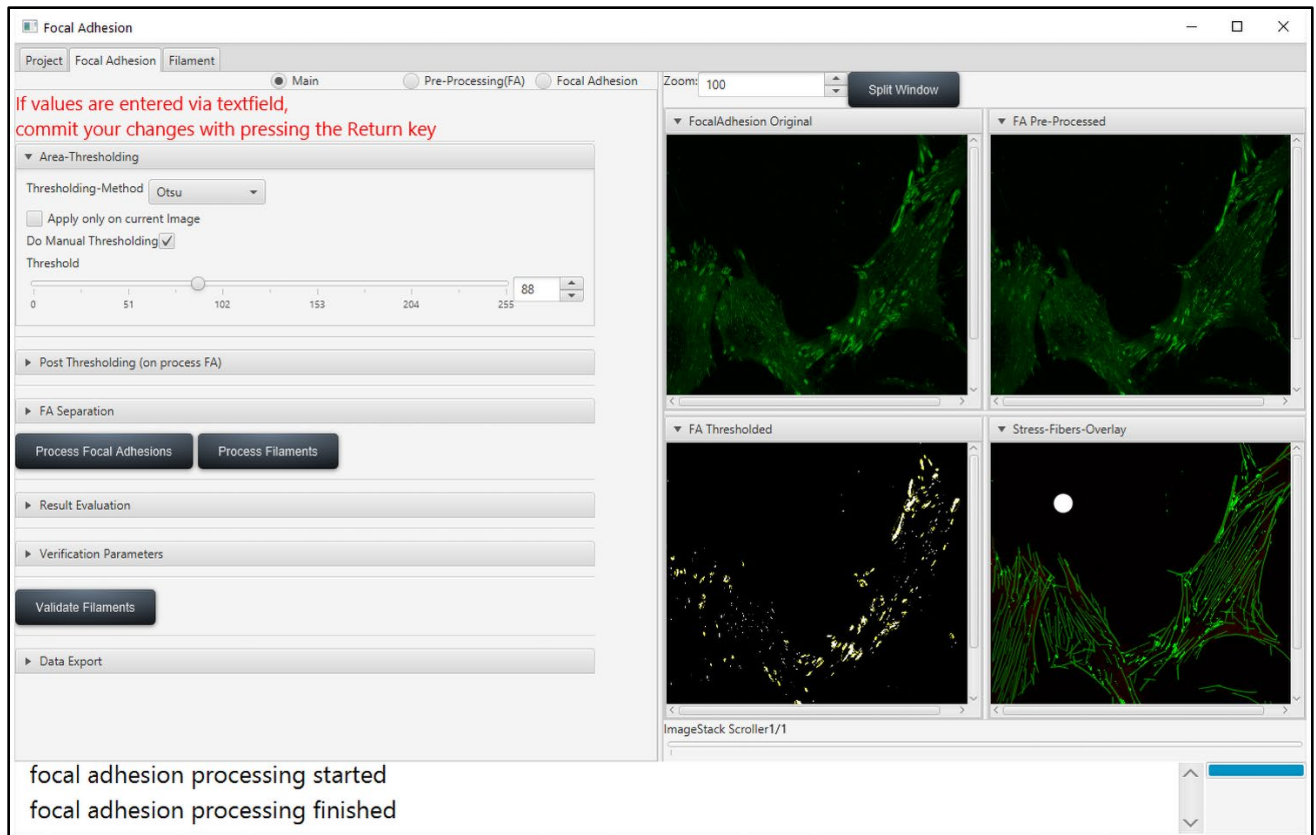 Focal Adhesion
Project Focal Adhesion Filament
Main Pre-Processing(FA) Focal Adhesion
If values are entered via textfield,
commit your changes with pressing the Return key
Area-Thresholding
Thresholding-Method Otsu
Apply only on current Image
Do Manual Thresholding
Threshold
88
0 51 102 153 204 255
Post Thresholding (on process FA)
FA Separation
Process Focal Adhesions Process Filaments
Result Evaluation
Verification Parameters
Validate Filaments
Data Export
Zoom: 100 Split Window
FocalAdhesion Original FA Pre-Processed
FA Thresholded Stress-Fibers-Overlay
ImageStack Scroller1/1
focal adhesion processing started
focal adhesion processing finished